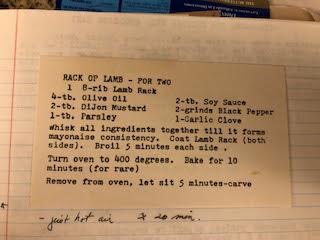 RACK OF LAMB - FOR TWO
1 8-rib Lamb Rack
4-tb. Olive Oil 2-tb. Soy Sauce
2-tb. DiJon Mustard 2-grinds Black Pepper
1-tb. Parsley 1-Garlic Clove
Whisk all ingredients together till it forms
mayonaise consistency. Coat Lamb Rack (both
sides). Broil 5 minutes each side .
Turn oven to 400 degrees. Bake for 10
minutes (for rare)
Remove from oven, let sit 5 minutes-carve
- just hot air 20 min.